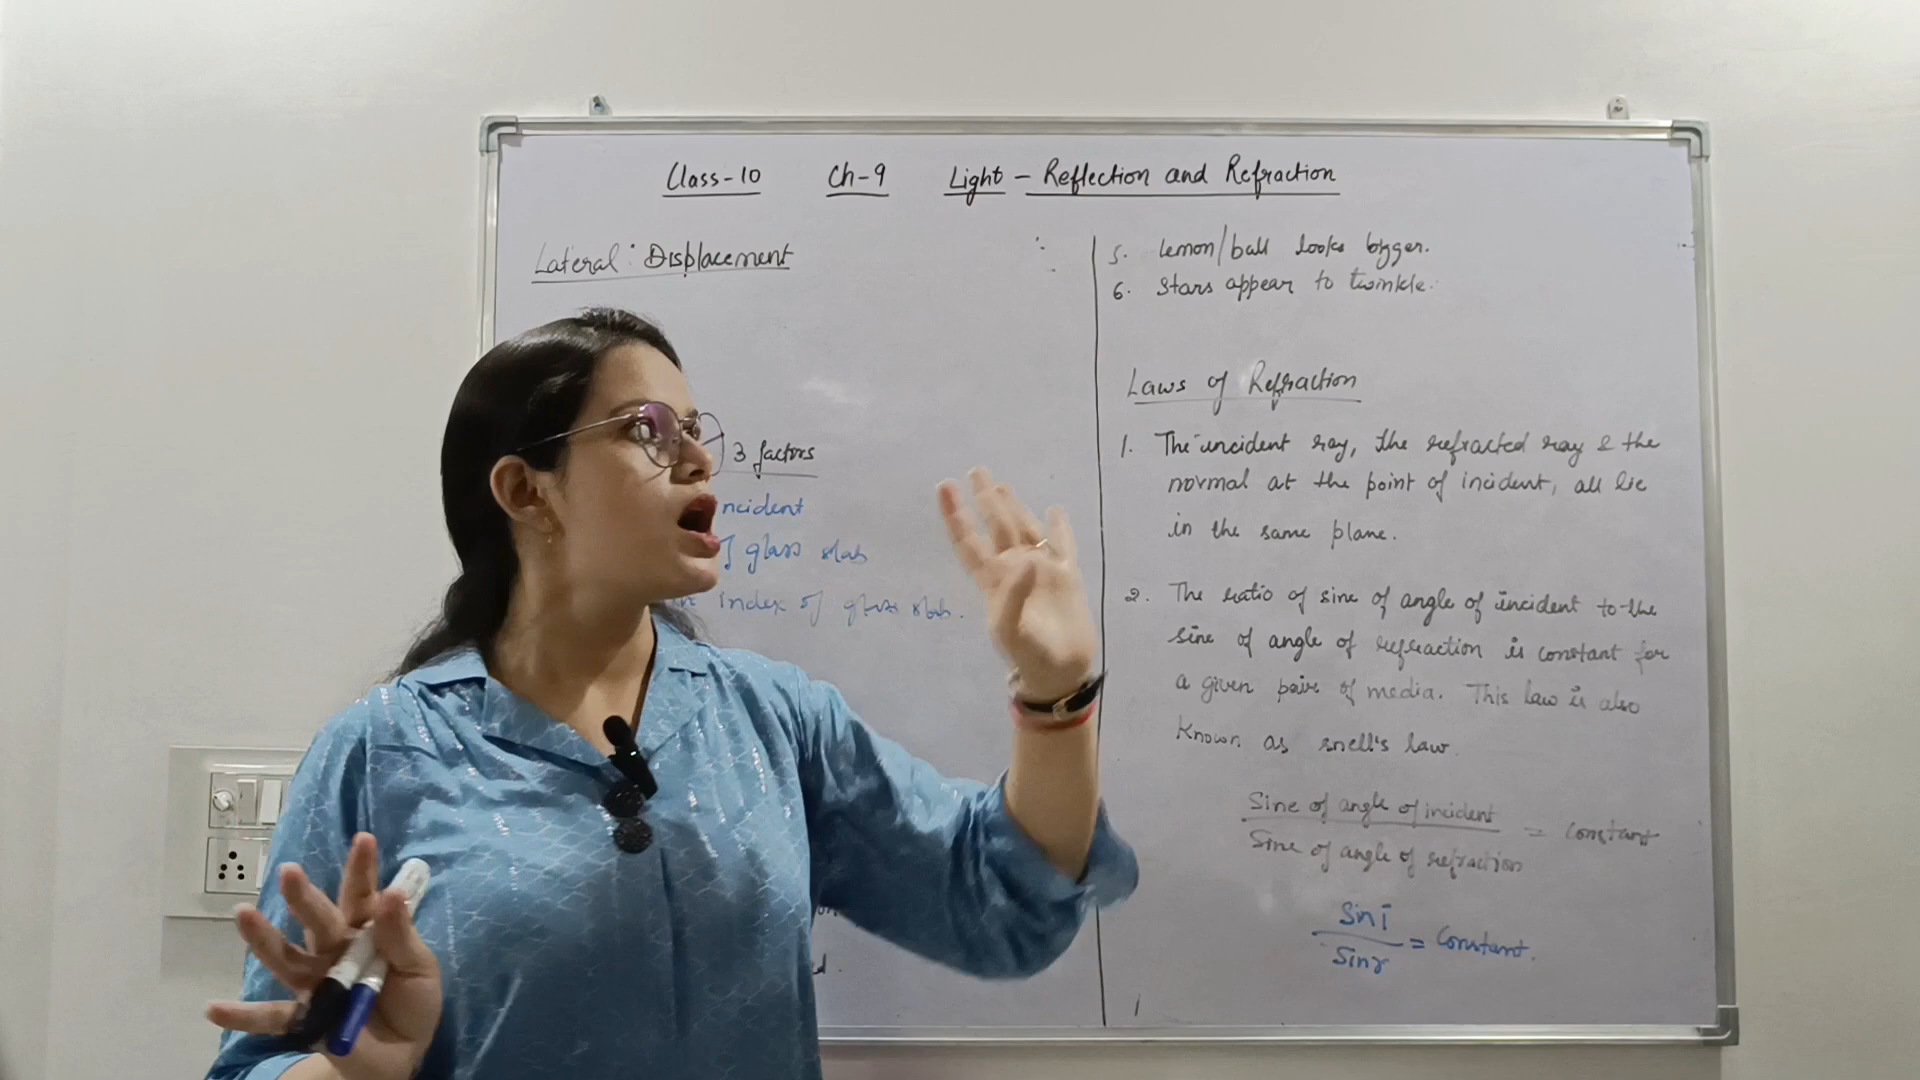 Class-10 Ch-9 Light - Reflection and Refraction
Lateral Displacement
3 factors
ncident
f glass slab
index of glass slab.
d.
5. Lemon/ball looks bigger.
6. Stars appear to twinkle.
Laws of Refraction
1. The incident ray, the refracted ray & the
normal at the point of incident, all lie
in the same plane.
2. The ratio of sine of angle of incident to the
sine of angle of refraction is constant for
a given pair of media. This law is also
known as snell's law.
Sine of angle of incident
Sine of angle of refraction = constant
Sin i
Sin r = Constant.